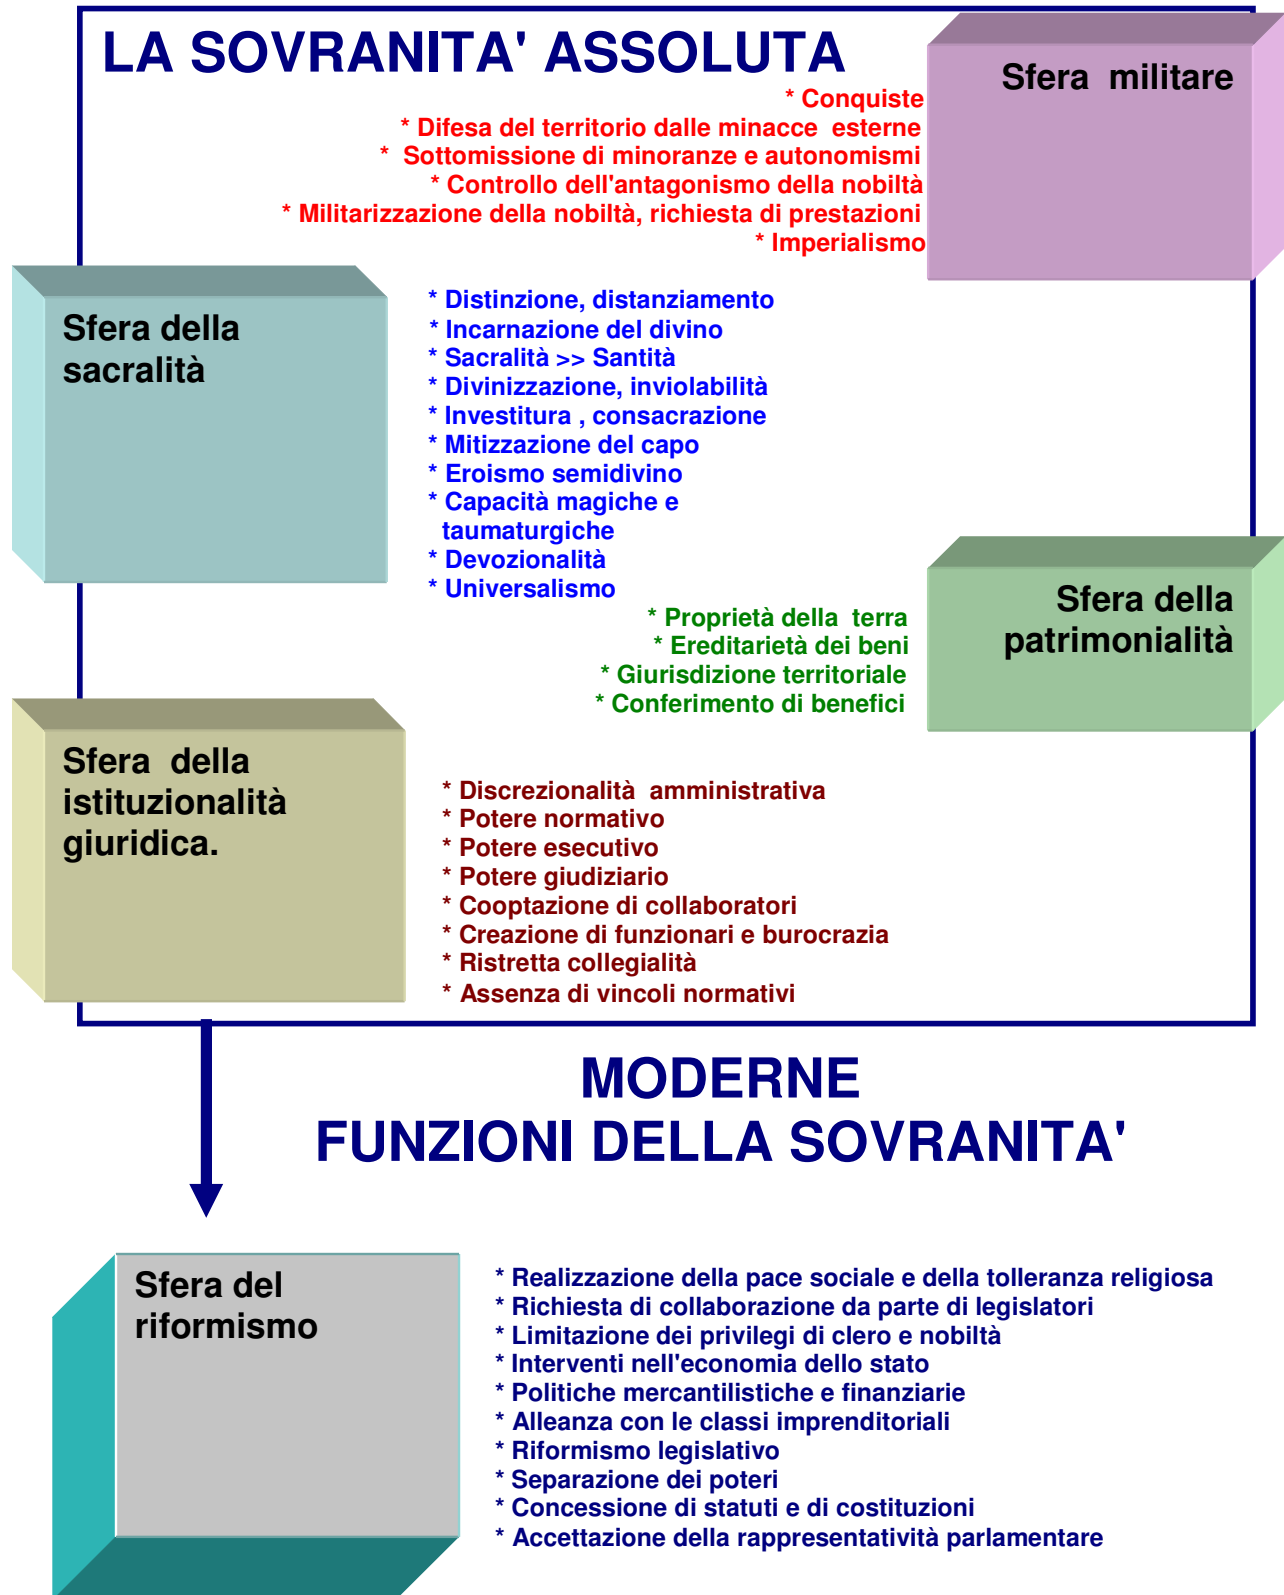 LA SOVRANITA' ASSOLUTA
Sfera militare
* Conquiste
* Difesa del territorio dalle minacce esterne
* Sottomissione di minoranze e autonomismi
* Controllo dell'antagonismo della nobiltà
* Militarizzazione della nobiltà, richiesta di prestazioni
* Imperialismo
Sfera della
sacralità
* Distinzione, distanziamento
* Incarnazione del divino
* Sacralità >> Santità
* Divinizzazione, inviolabilità
* Investitura , consacrazione
* Mitizzazione del capo
* Eroismo semidivino
* Capacità magiche e
taumaturgiche
* Devozionalità
* Universalismo
Sfera della
patrimonialità
* Proprietà della terra
* Ereditarietà dei beni
* Giurisdizione territoriale
* Conferimento di benefici
Sfera della
istituzionalità
giuridica.
* Discrezionalità amministrativa
* Potere normativo
* Potere esecutivo
* Potere giudiziario
* Cooptazione di collaboratori
* Creazione di funzionari e burocrazia
* Ristretta collegialità
* Assenza di vincoli normativi
MODERNE
FUNZIONI DELLA SOVRANITA'
Sfera del
riformismo
* Realizzazione della pace sociale e della tolleranza religiosa
* Richiesta di collaborazione da parte di legislatori
* Limitazione dei privilegi di clero e nobiltà
* Interventi nell'economia dello stato
* Politiche mercantilistiche e finanziarie
* Alleanza con le classi imprenditoriali
* Riformismo legislativo
* Separazione dei poteri
* Concessione di statuti e di costituzioni
* Accettazione della rappresentatività parlamentare